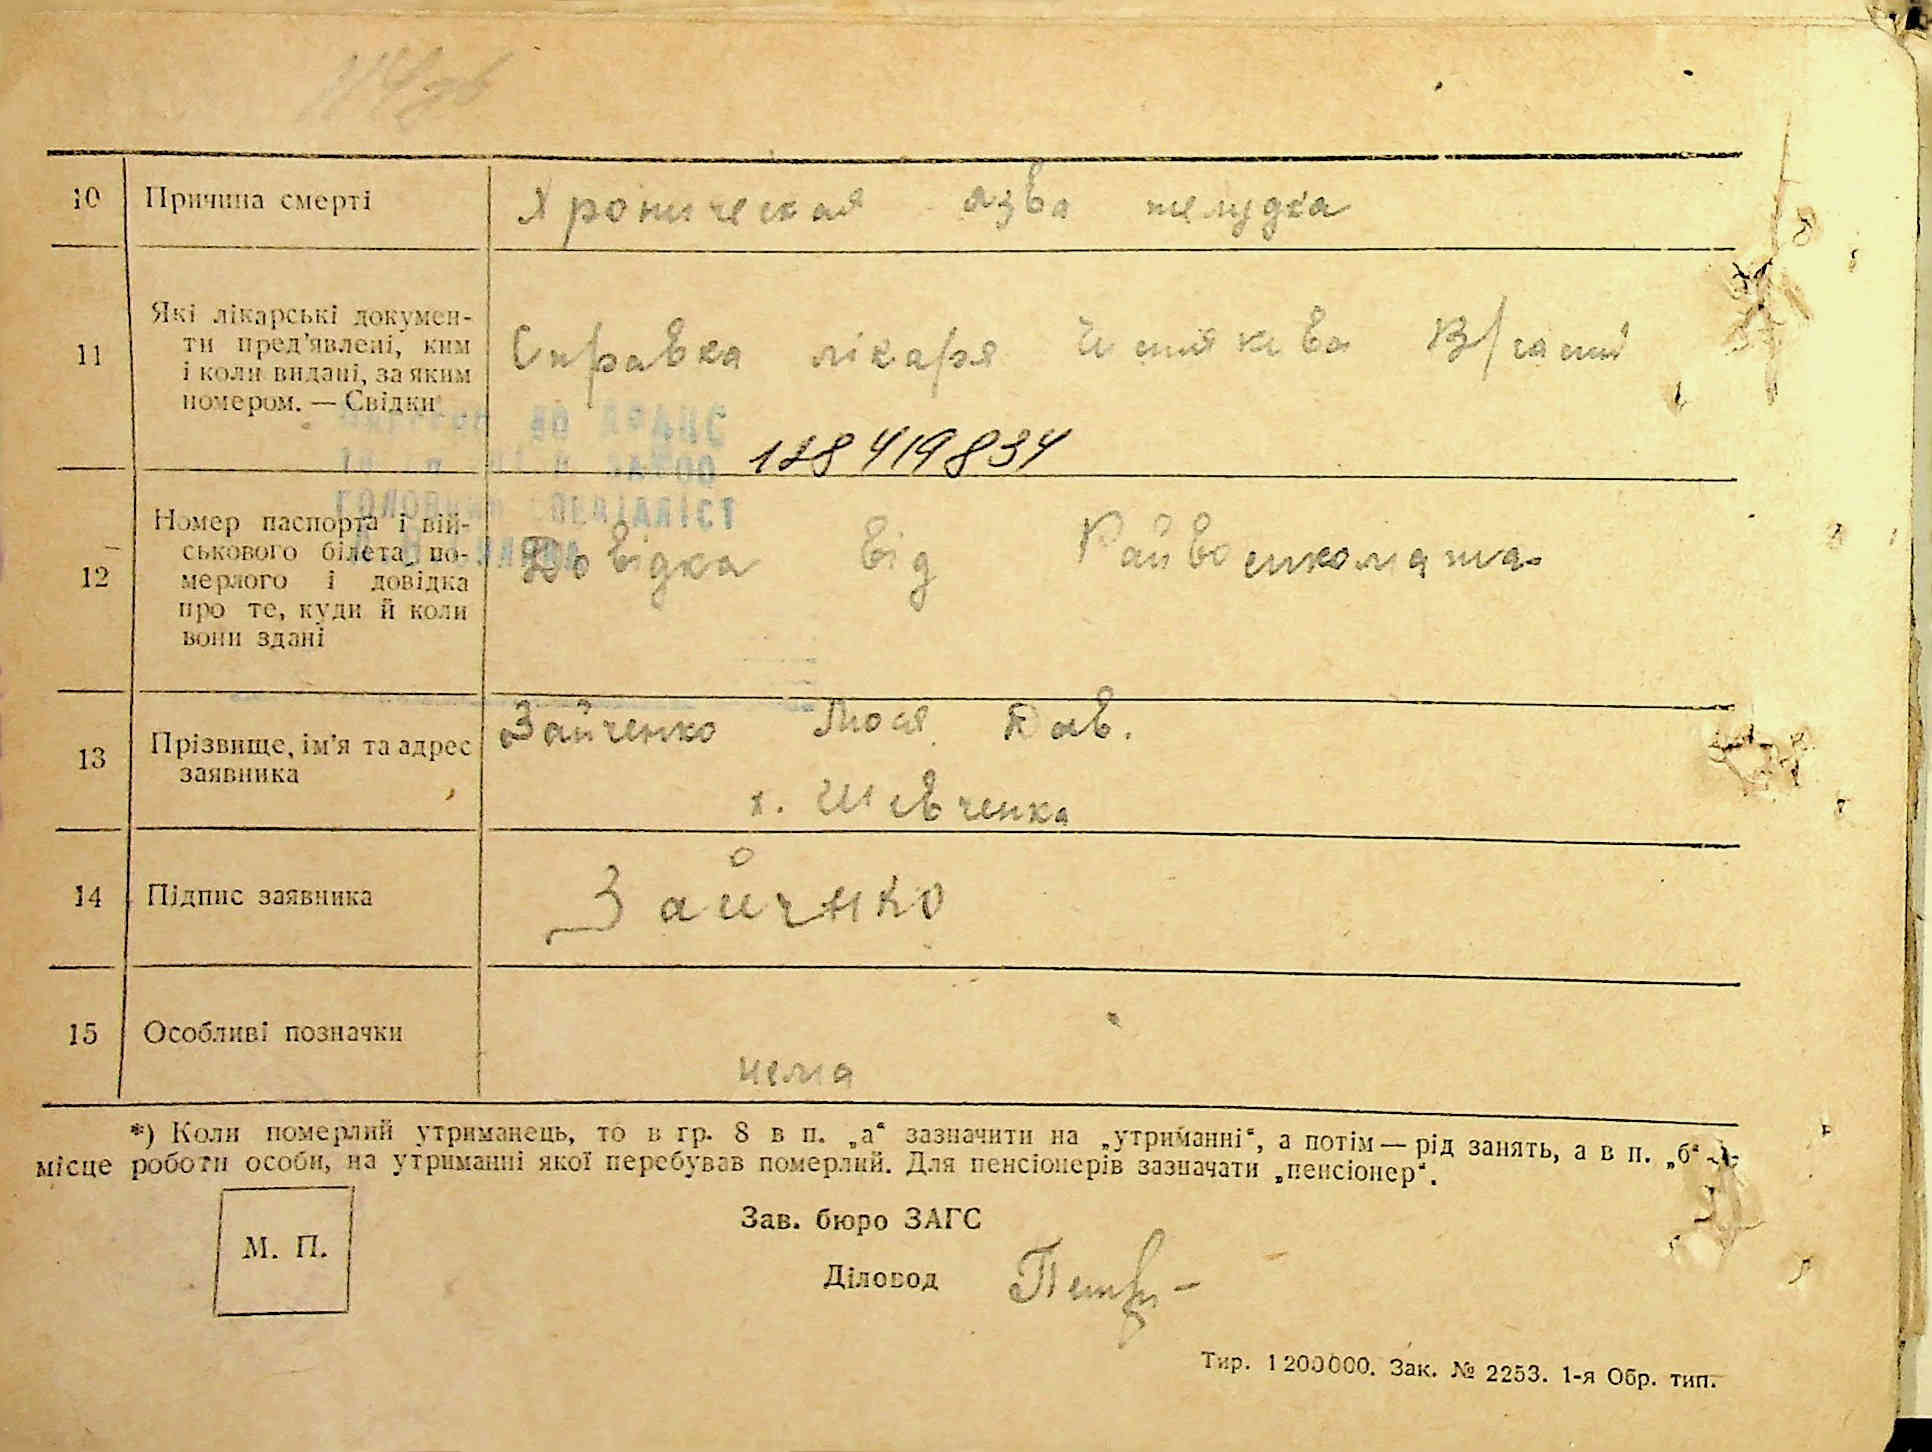 10 Причина смерті Хроническая язва желудка
11 Які лікарські докумен-
ти пред'явлені, ким
і коли видані, за яким
номером. — Свідки
Справка лікаря
128419834
12 Номер паспорта і вій-
ськового білета по-
мерлого і довідка
про те, куди й коли
вони здані
Довідка від Райвоенкомата
13 Прізвище, ім'я та адрес
заявника
Зайченко Мося Дав.
х. Шевченка
14 Підпис заявника Зайчнко
15 Особливі позначки
нема
*) Коли померлий утриманець, то в гр. 8 в п. „а“ зазначити на „утриманні“, а потім — рід занять, а в п. „б“ —
місце роботи особи, на утриманні якої перебував померлий. Для пенсіонерів зазначати „пенсіонер“.
М. П.
Зав. бюро ЗАГС
Діловод
Тир. 1200000. Зак. № 2253. 1-я Обр. тип.